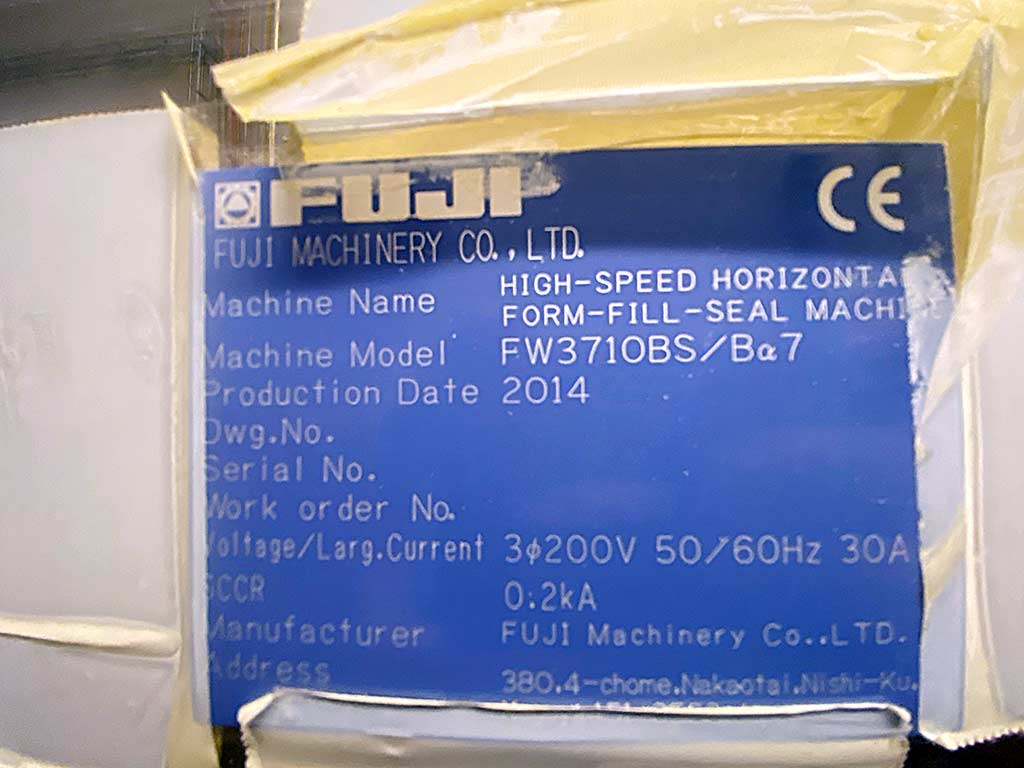 FUJI
CE
FUJI MACHINERY CO.,LTD.
Machine Name HIGH-SPEED HORIZONTA
FORM-FILL-SEAL MACHI
Machine Model FW3710BS/Bα7
Production Date 2014
Dwg.No.
Serial No.
Work order No.
Voltage/Larg.Current 3φ200V 50/60Hz 30A
SCCR 0.2kA
Manufacturer FUJI Machinery Co.,LTD.
Address 380,4-chome,Nakaotai,Nishi-Ku,